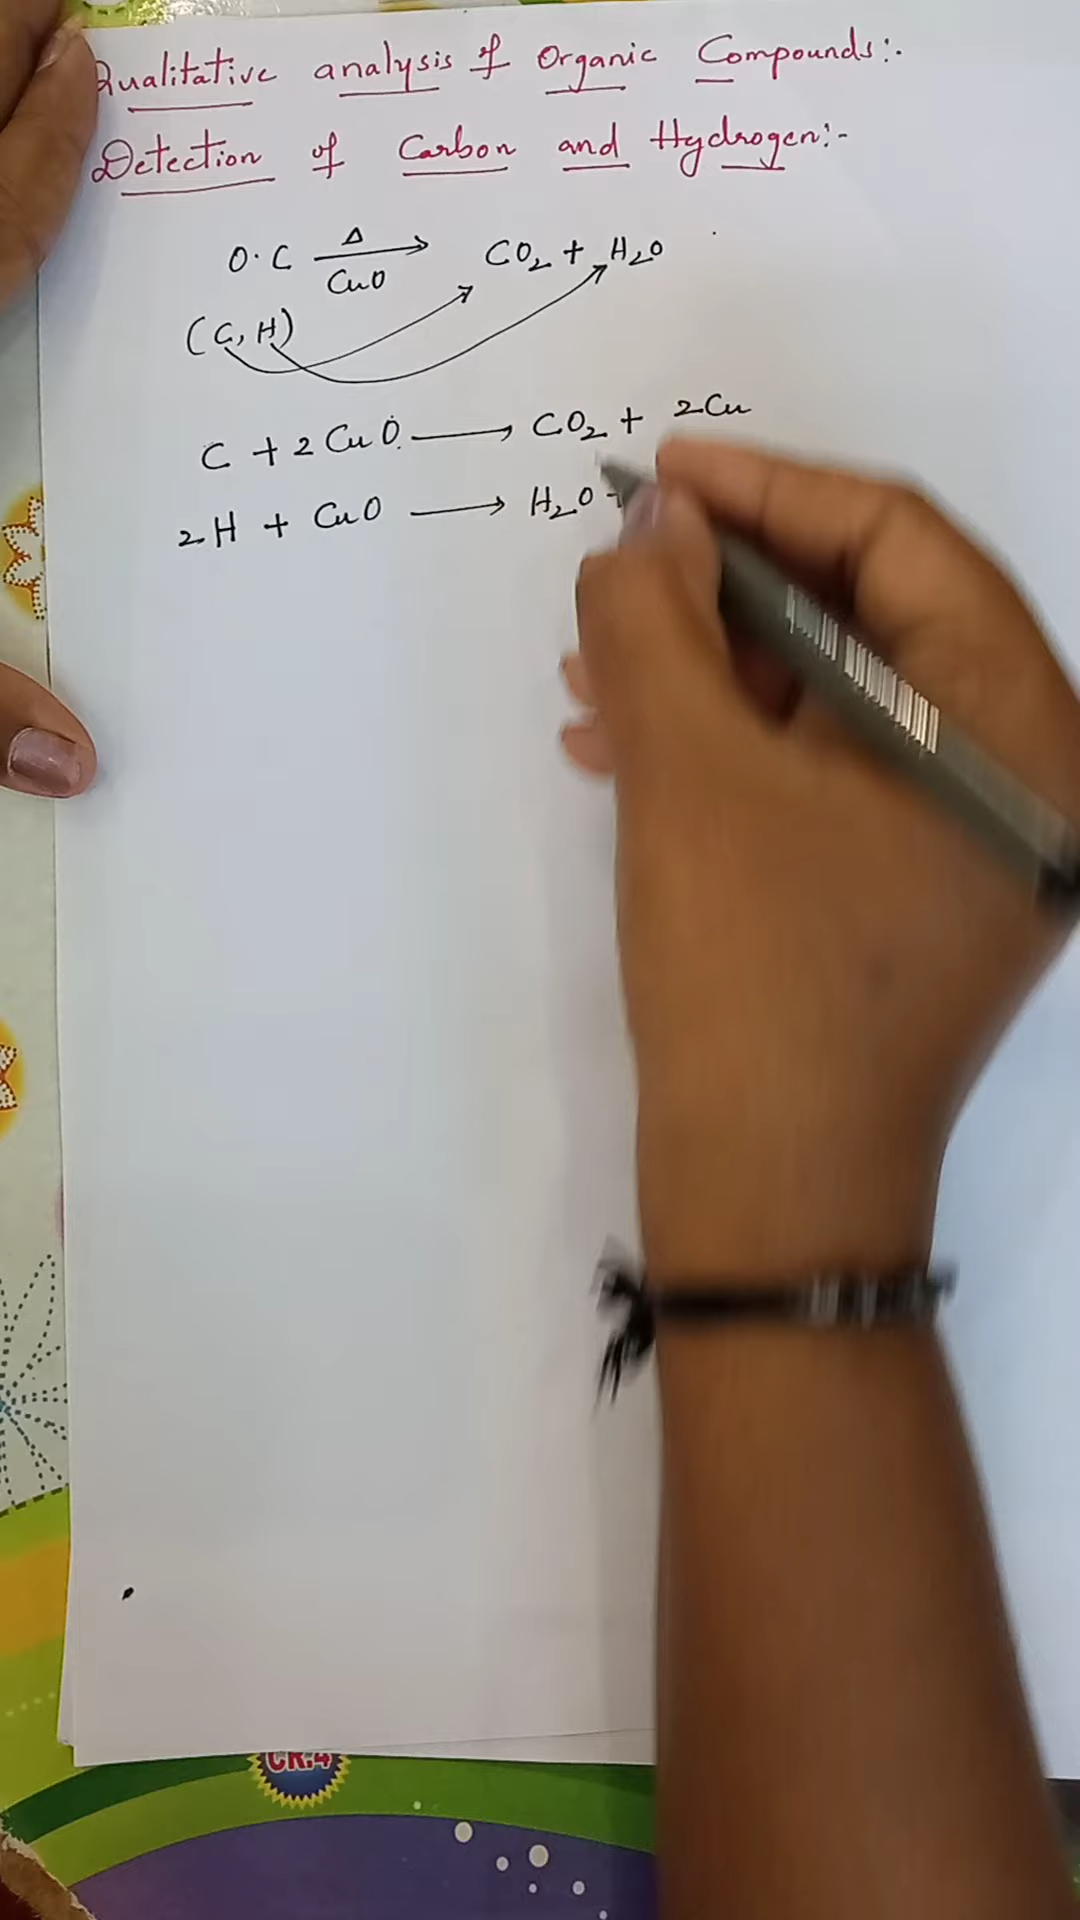 Qualitative analysis of Organic Compounds:-
Detection of Carbon and Hydrogen:-
O.C —Δ/CuO→ CO₂ + H₂O
(C, H)
C + 2CuO ⟶ CO₂ + 2Cu
2H + CuO ⟶ H₂O +
CR:4